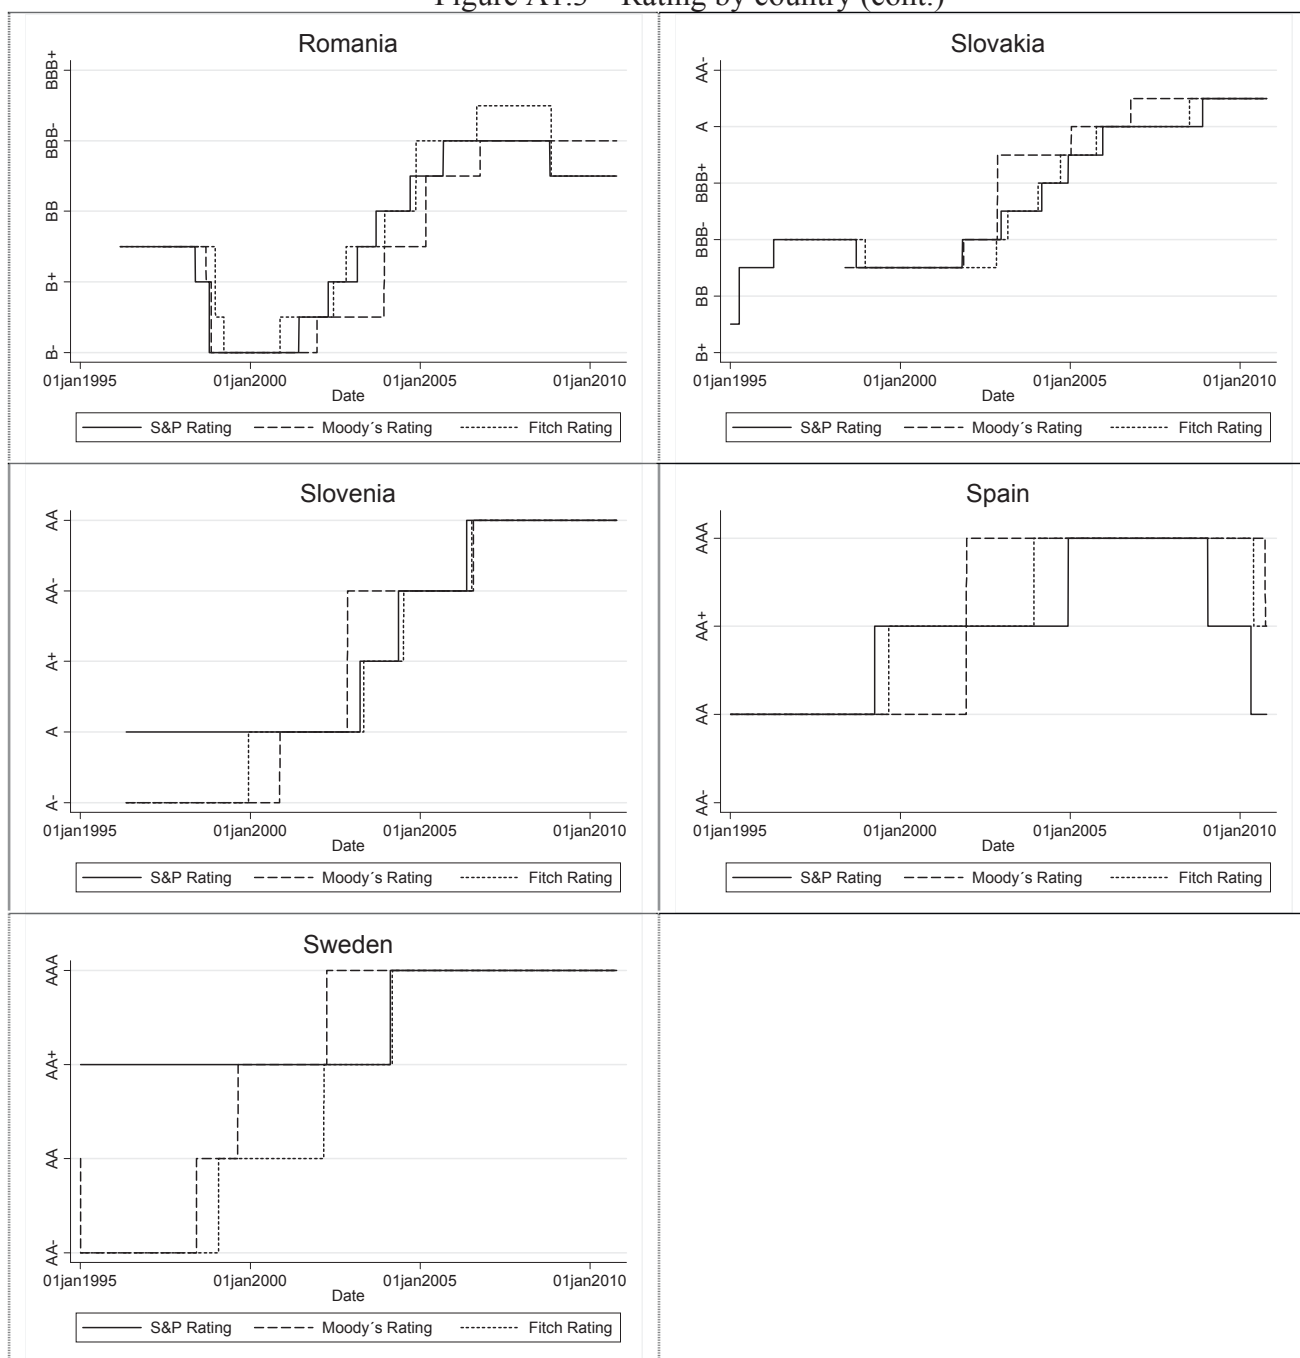 Figure A1.3 – Rating by country (cont.)
Romania
BBB+
BBB-
BB
B+
B-
01jan1995 01jan2000 01jan2005 01jan2010
Date
S&P Rating Moody´s Rating Fitch Rating
Slovakia
AA-
A
BBB+
BBB-
BB
B+
01jan1995 01jan2000 01jan2005 01jan2010
Date
S&P Rating Moody´s Rating Fitch Rating
Slovenia
AA
AA-
A+
A
A-
01jan1995 01jan2000 01jan2005 01jan2010
Date
S&P Rating Moody´s Rating Fitch Rating
Spain
AAA
AA+
AA
AA-
01jan1995 01jan2000 01jan2005 01jan2010
Date
S&P Rating Moody´s Rating Fitch Rating
Sweden
AAA
AA+
AA
AA-
01jan1995 01jan2000 01jan2005 01jan2010
Date
S&P Rating Moody´s Rating Fitch Rating